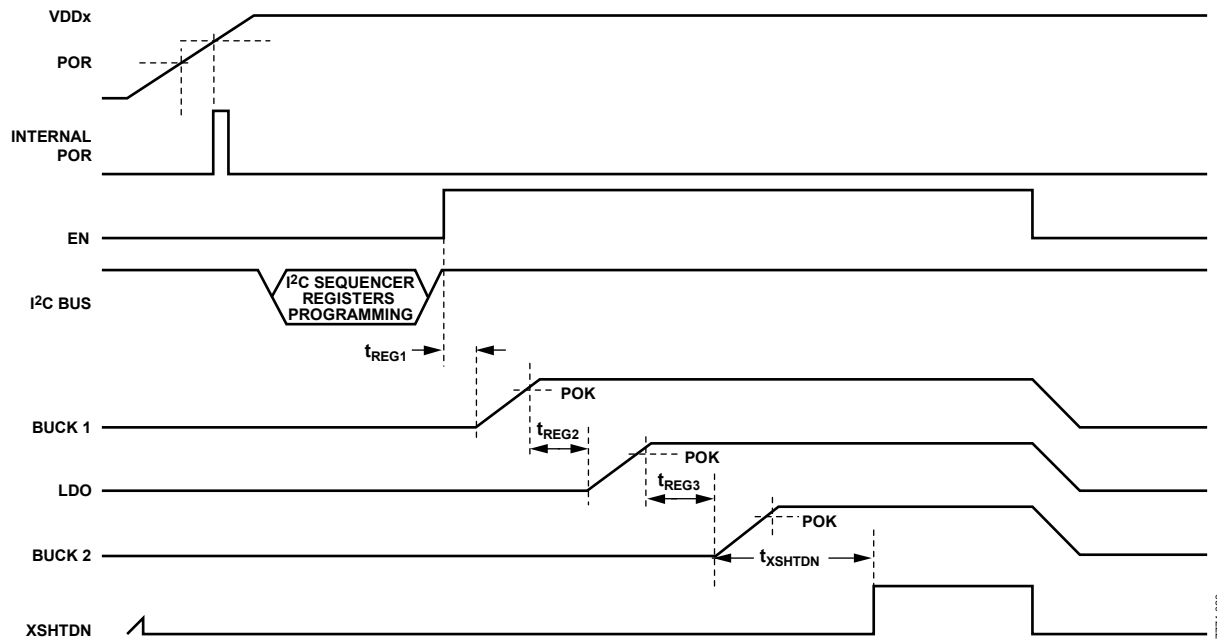 VDDx
POR
INTERNAL
POR
EN
I²C BUS
I²C SEQUENCER
REGISTERS
PROGRAMMING
tREG1
POK
BUCK 1
tREG2
POK
LDO
tREG3
POK
BUCK 2
tXSHTDN
XSHTDN